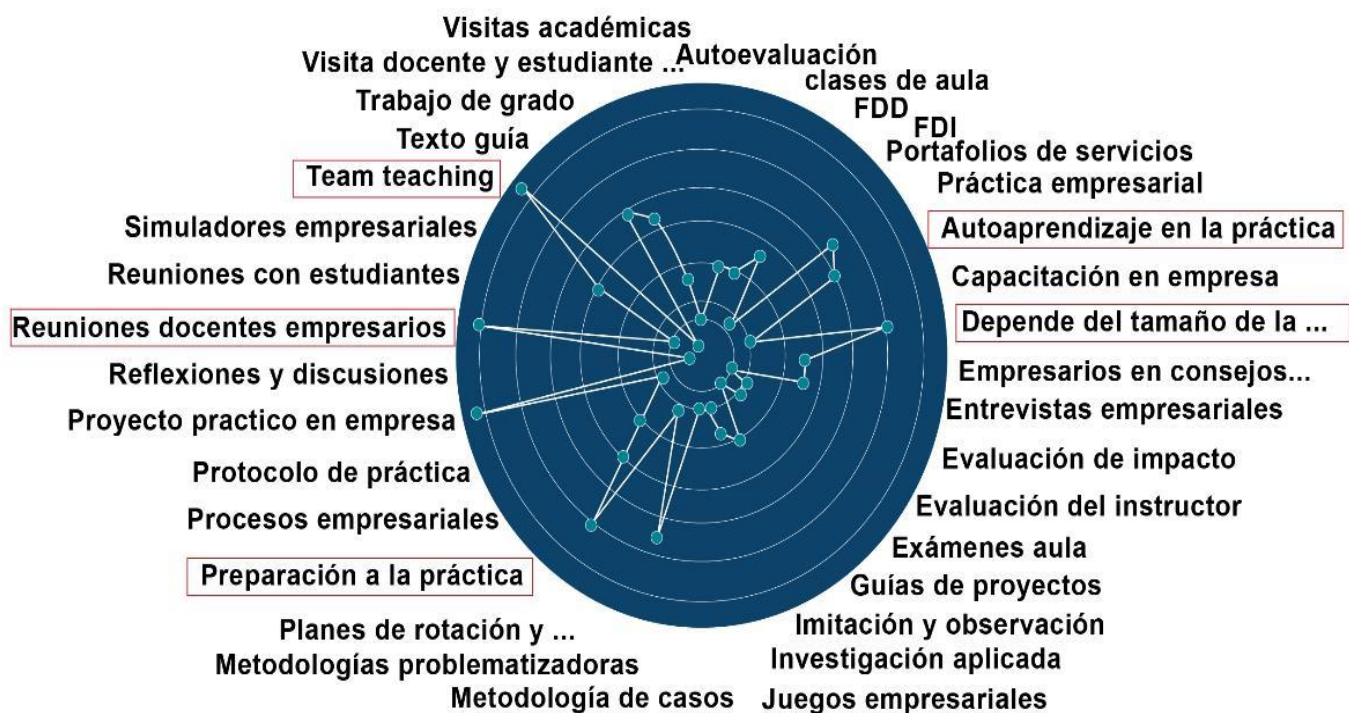 Visitas académicas
Autoevaluación
Visita docente y estudiante ...
clases de aula
Trabajo de grado
FDD
Texto guía
FDI
Portafolios de servicios
Team teaching
Práctica empresarial
Simuladores empresariales
Autoaprendizaje en la práctica
Reuniones con estudiantes
Capacitación en empresa
Reuniones docentes empresarios
Depende del tamaño de la ...
Reflexiones y discusiones
Empresarios en consejos...
Proyecto practico en empresa
Entrevistas empresariales
Protocolo de práctica
Evaluación de impacto
Procesos empresariales
Evaluación del instructor
Preparación a la práctica
Exámenes aula
Guías de proyectos
Planes de rotación y ...
Imitación y observación
Metodologías problematizadoras
Investigación aplicada
Metodología de casos
Juegos empresariales